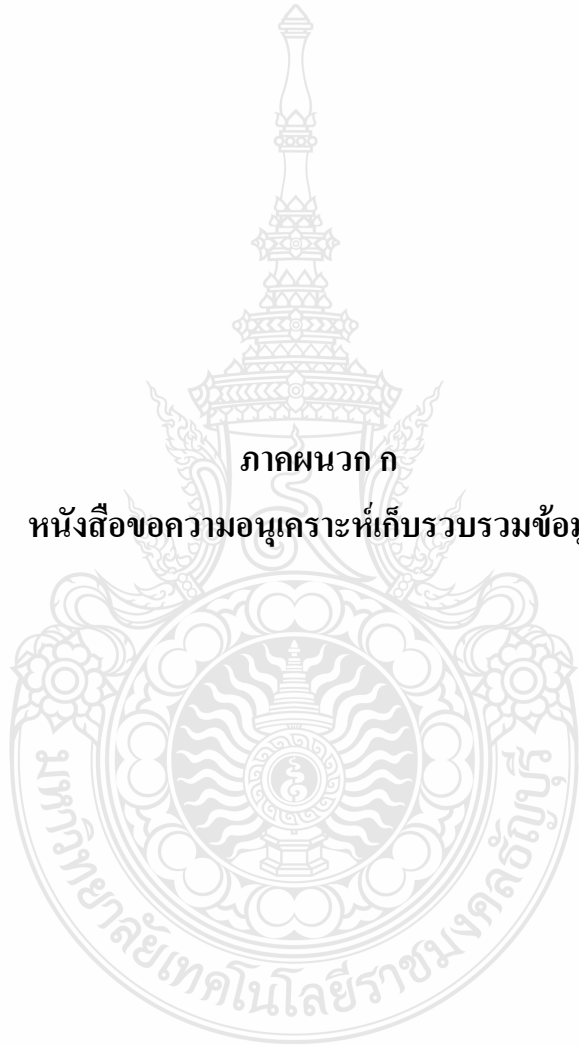 ภาคผนวก ก
หนังสือขอความอนุเคราะห์เก็บรวบรวม
มหาวิทยาลัยเทคโนโลยีราชมงคลธัญบุรี